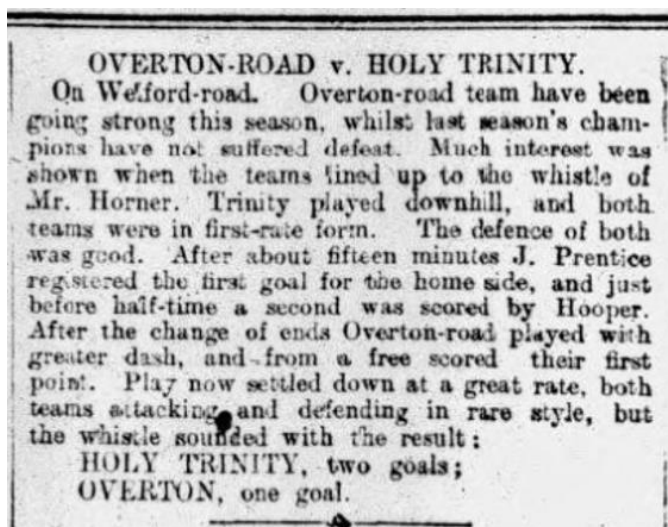 OVERTON-ROAD v. HOLY TRINITY.
On Welford-road. Overton-road team have been
going strong this season, whilst last season's cham-
pions have not suffered defeat. Much interest was
shown when the teams lined up to the whistle of
Mr. Horner. Trinity played downhill, and both
teams were in first-rate form. The defence of both
was good. After about fifteen minutes J. Prentice
registered the first goal for the home side, and just
before half-time a second was scored by Hooper.
After the change of ends Overton-road played with
greater dash, and from a free scored their first
point. Play now settled down at a great rate, both
teams attacking and defending in rare style, but
the whistle sounded with the result:
HOLY TRINITY, two goals;
OVERTON, one goal.